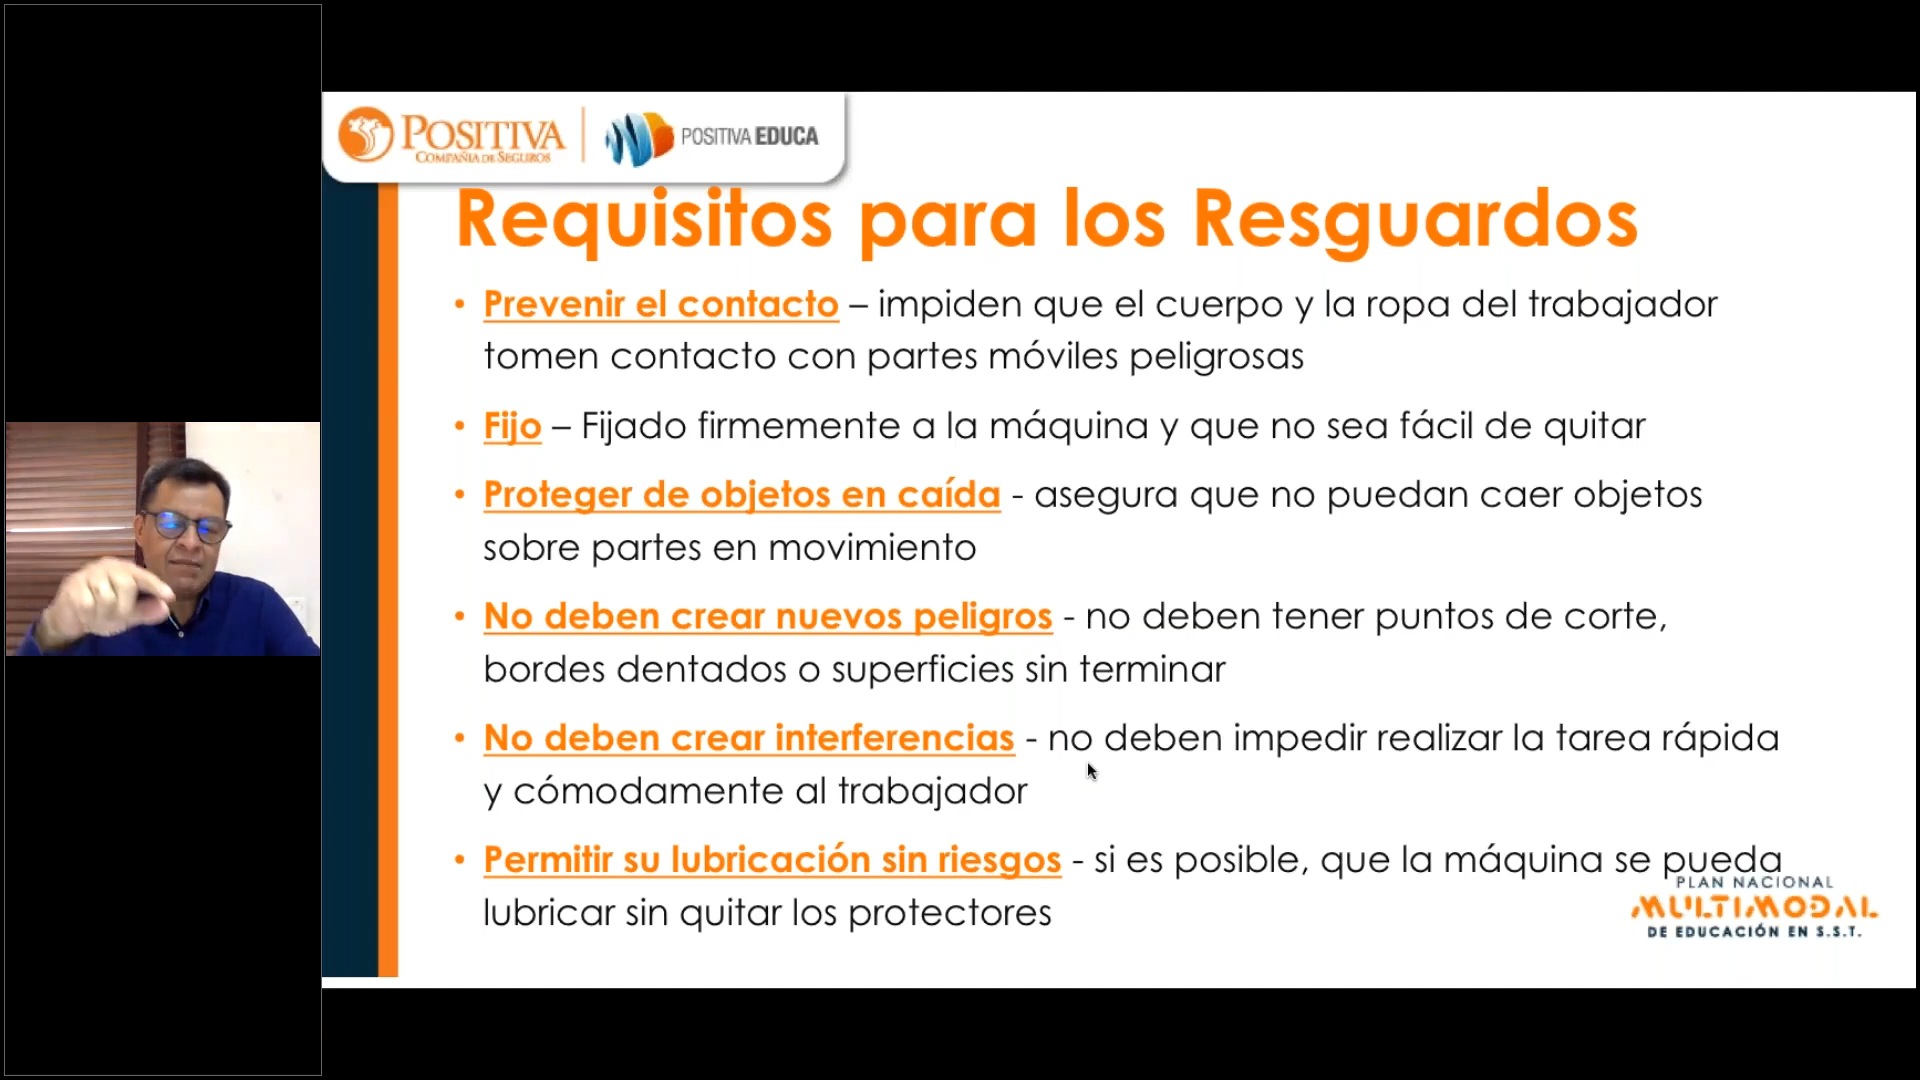 POSITIVA
COMPAÑIA DE SEGUROS
POSITIVA EDUCA
Requisitos para los Resguardos
• Prevenir el contacto – impiden que el cuerpo y la ropa del trabajador
tomen contacto con partes móviles peligrosas
• Fijo – Fijado firmemente a la máquina y que no sea fácil de quitar
• Proteger de objetos en caída - asegura que no puedan caer objetos
sobre partes en movimiento
• No deben crear nuevos peligros - no deben tener puntos de corte,
bordes dentados o superficies sin terminar
• No deben crear interferencias - no deben impedir realizar la tarea rápida
y cómodamente al trabajador
• Permitir su lubricación sin riesgos - si es posible, que la máquina se pueda
lubricar sin quitar los protectores
PLAN NACIONAL
MULTIMODAL
DE EDUCACIÓN EN S.S.T.